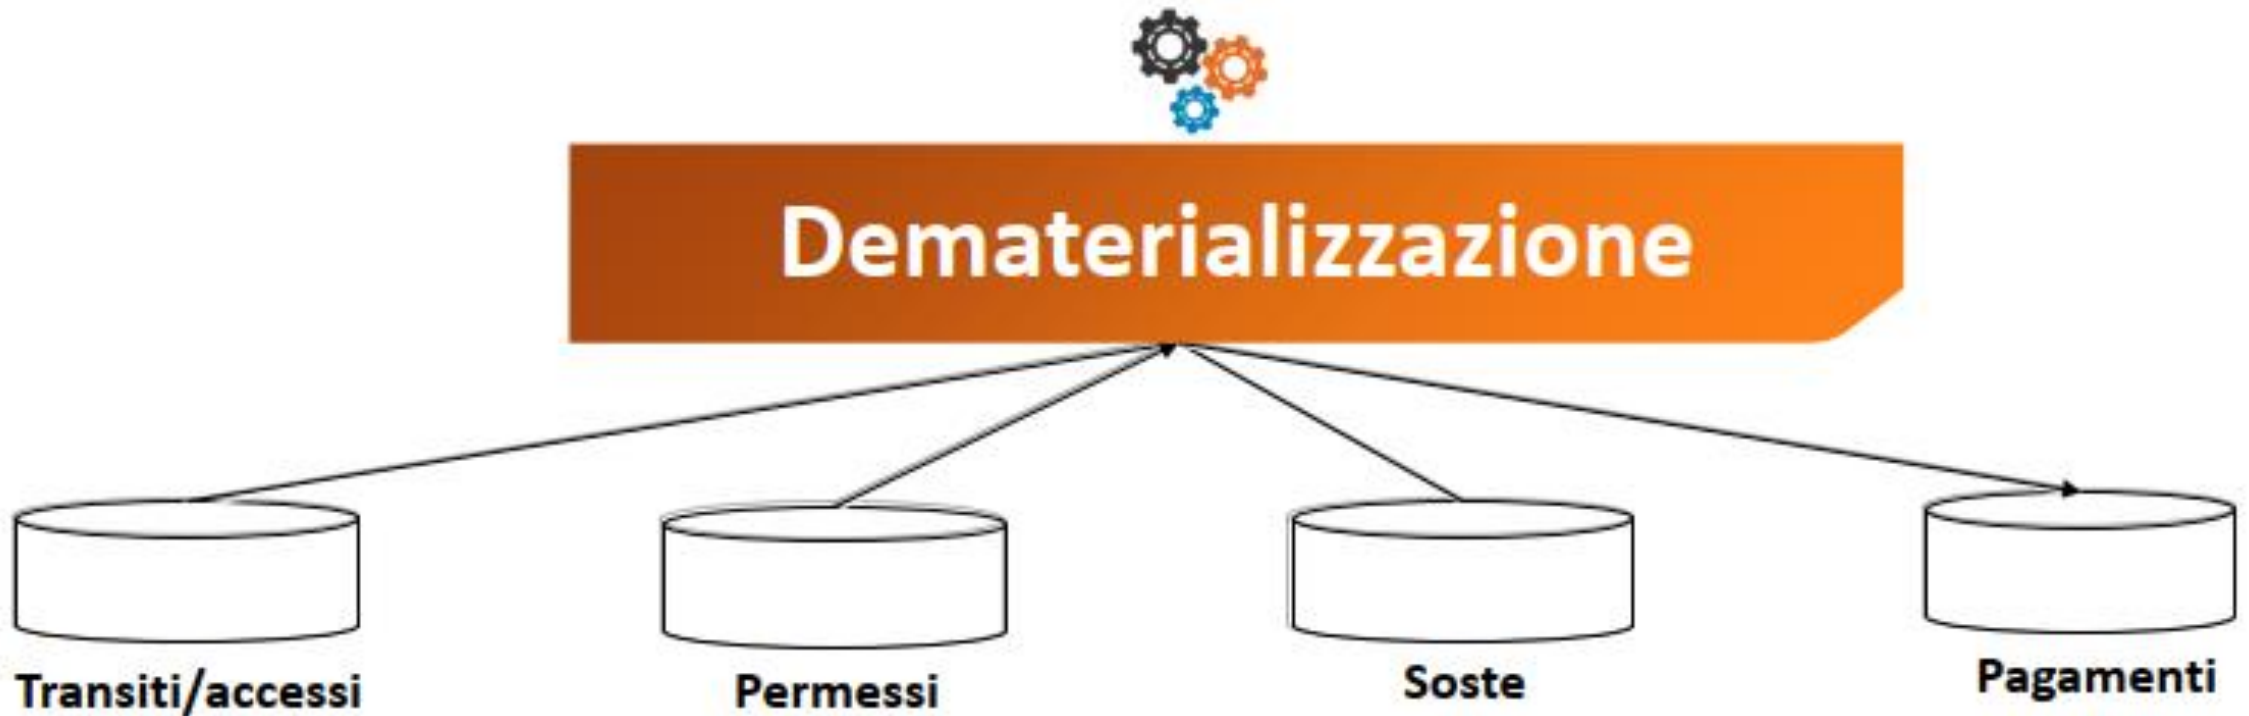 Dematerializzazione
Transiti/accessi
Permessi
Soste
Pagamenti